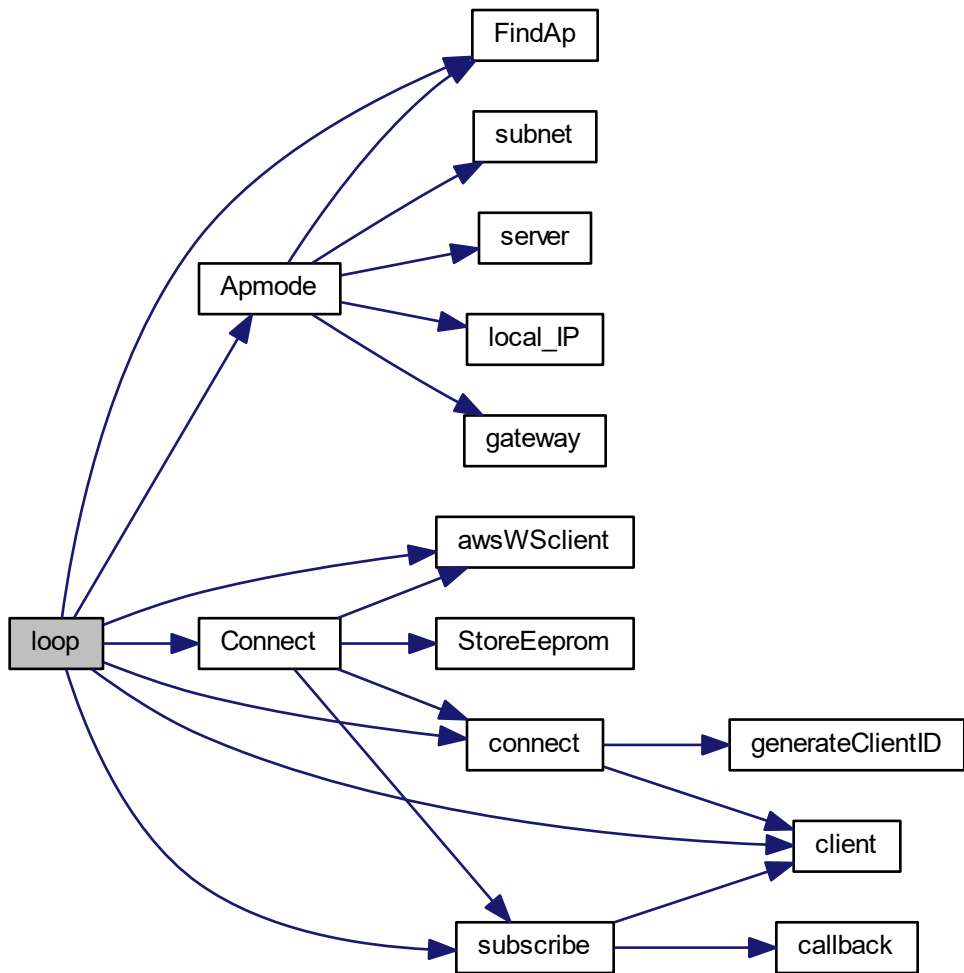 FindAp
subnet
server
Apmode
local_IP
gateway
awsWSclient
loop
Connect
StoreEeprom
connect
generateClientID
client
subscribe
callback